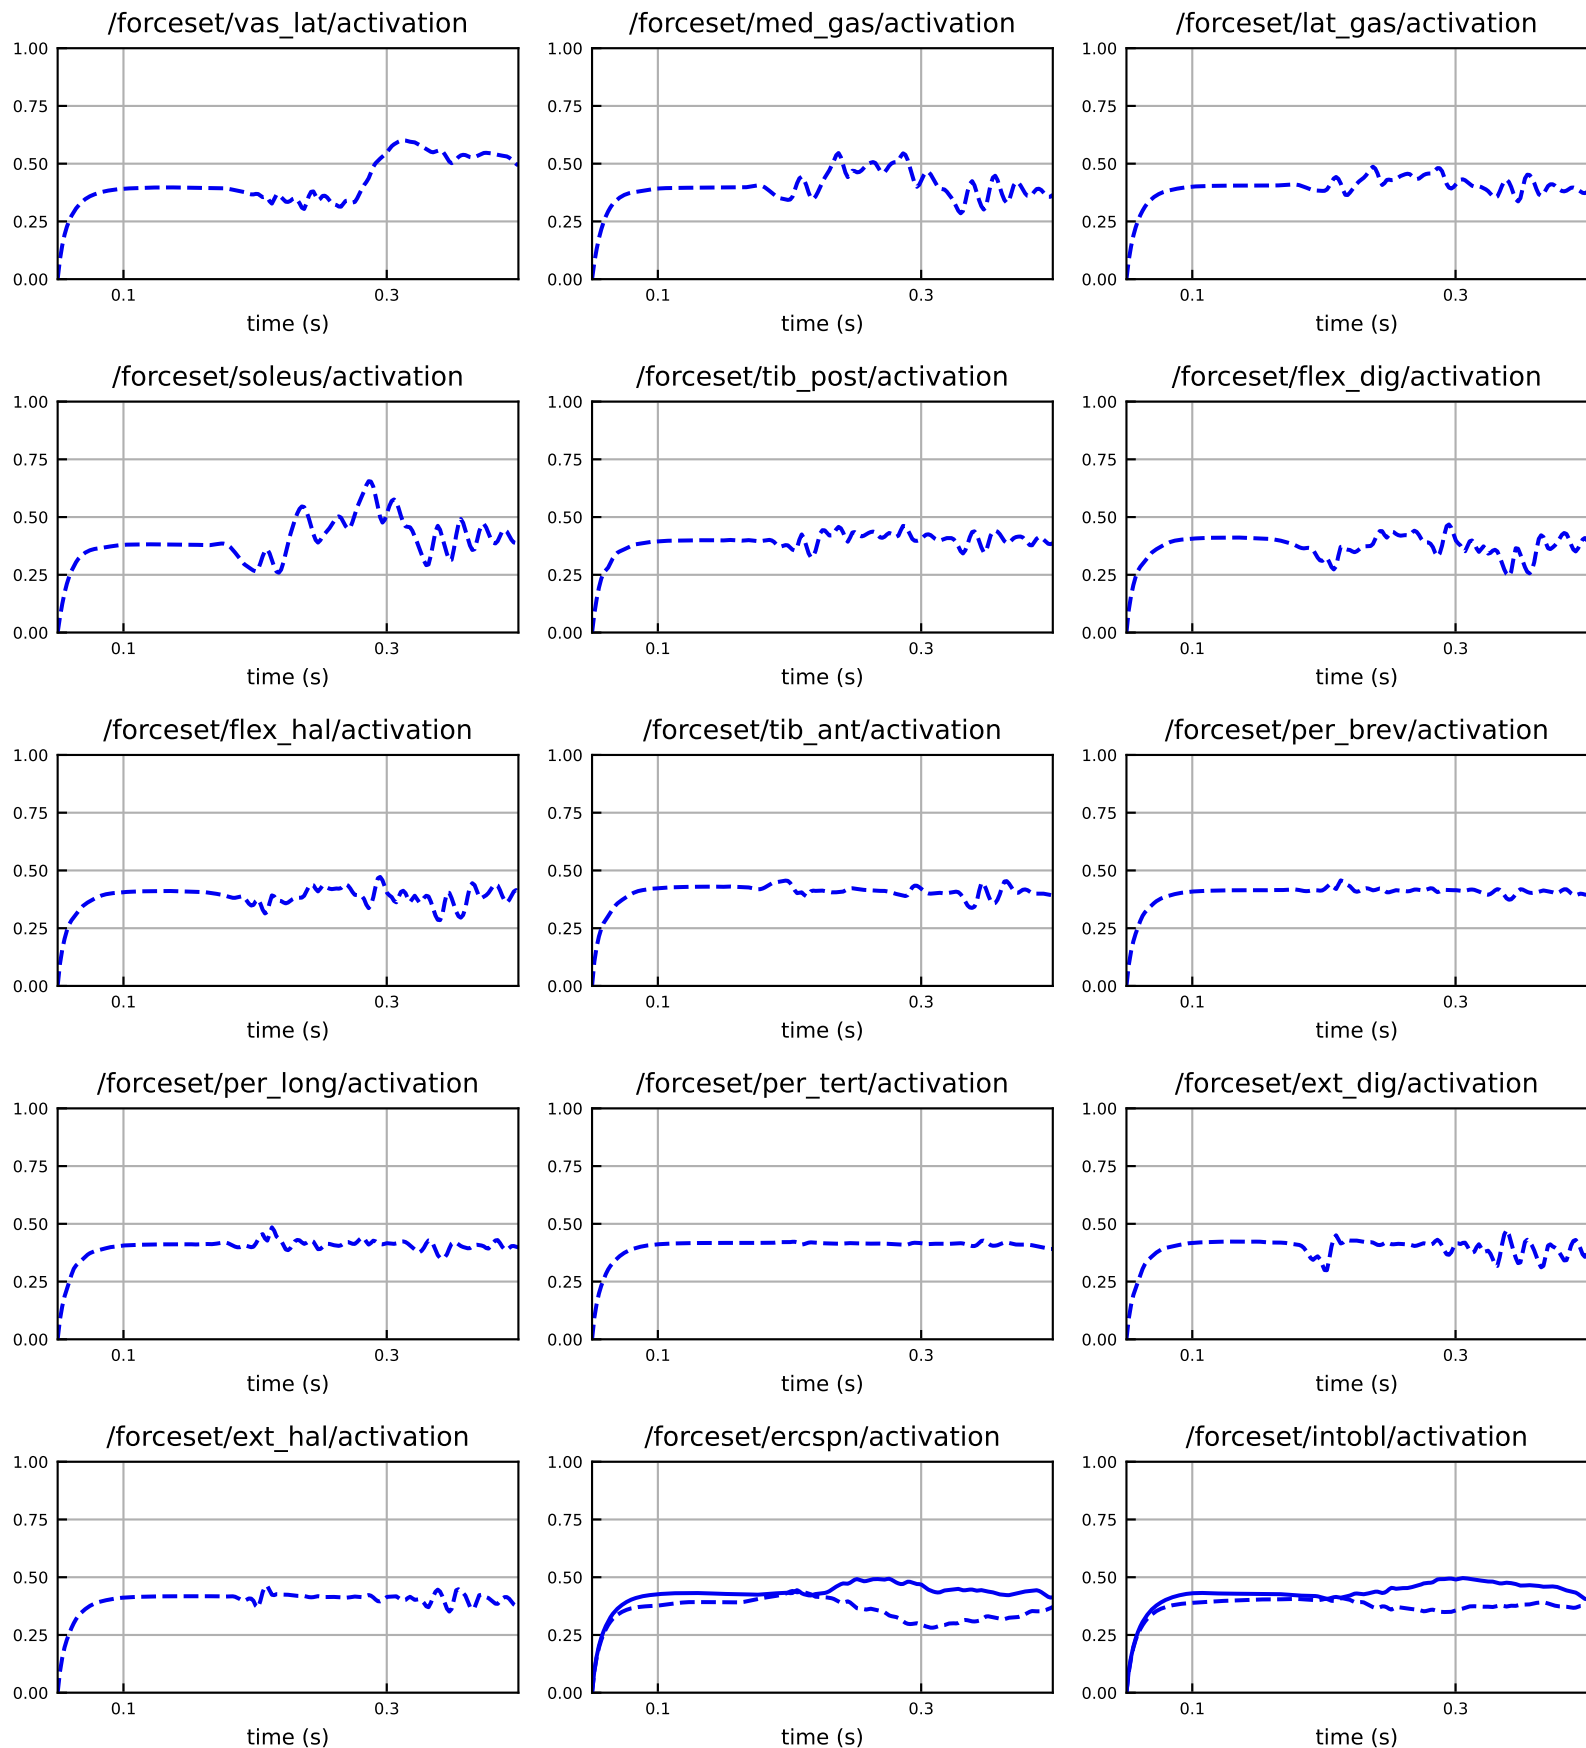 /forceset/vas_lat/activation /forceset/med_gas/activation /forceset/lat_gas/activation
1.00 1.00 1.00
0.75 0.75 0.75
0.50 0.50 0.50
0.25 0.25 0.25
0.00 0.00 0.00
0.1 0.3 0.1 0.3 0.1 0.3
time (s) time (s) time (s)
/forceset/soleus/activation /forceset/tib_post/activation /forceset/flex_dig/activation
1.00 1.00 1.00
0.75 0.75 0.75
0.50 0.50 0.50
0.25 0.25 0.25
0.00 0.00 0.00
0.1 0.3 0.1 0.3 0.1 0.3
time (s) time (s) time (s)
/forceset/flex_hal/activation /forceset/tib_ant/activation /forceset/per_brev/activation
1.00 1.00 1.00
0.75 0.75 0.75
0.50 0.50 0.50
0.25 0.25 0.25
0.00 0.00 0.00
0.1 0.3 0.1 0.3 0.1 0.3
time (s) time (s) time (s)
/forceset/per_long/activation /forceset/per_tert/activation /forceset/ext_dig/activation
1.00 1.00 1.00
0.75 0.75 0.75
0.50 0.50 0.50
0.25 0.25 0.25
0.00 0.00 0.00
0.1 0.3 0.1 0.3 0.1 0.3
time (s) time (s) time (s)
/forceset/ext_hal/activation /forceset/ercspn/activation /forceset/intobl/activation
1.00 1.00 1.00
0.75 0.75 0.75
0.50 0.50 0.50
0.25 0.25 0.25
0.00 0.00 0.00
0.1 0.3 0.1 0.3 0.1 0.3
time (s) time (s) time (s)